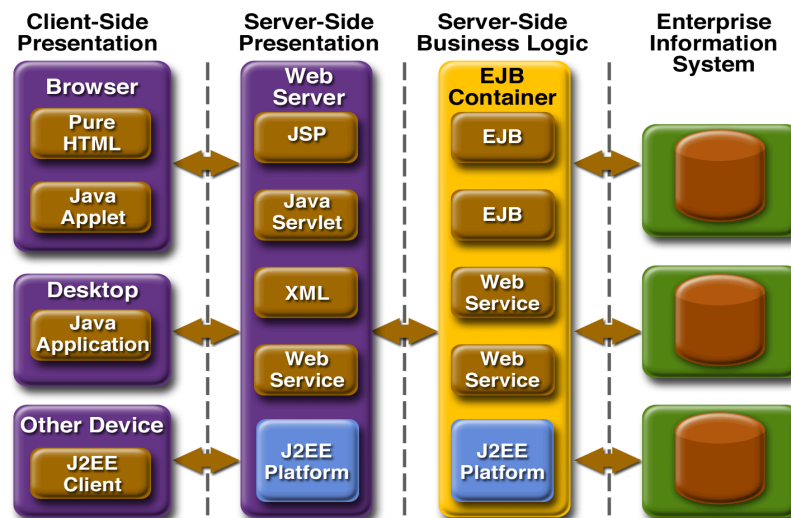 Client-Side
Presentation
Server-Side
Presentation
Server-Side
Business Logic
Enterprise
Information
System
Browser
Pure
HTML
Java
Applet
Desktop
Java
Application
Other Device
J2EE
Client
Web
Server
JSP
Java
Servlet
XML
Web
Service
J2EE
Platform
EJB
Container
EJB
EJB
Web
Service
Web
Service
J2EE
Platform